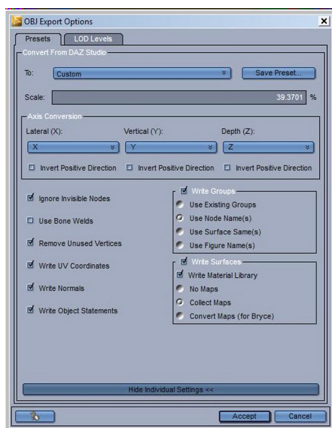 OBJ Export Options
Presets LOD Levels
Convert From DAZ Studio
To: Custom Save Preset...
Scale: 39.3701 %
Axis Conversion
Lateral (X): Vertical (Y): Depth (Z):
X Y Z
Invert Positive Direction Invert Positive Direction Invert Positive Direction
Ignore Invisible Nodes
Use Bone Welds
Remove Unused Vertices
Write UV Coordinates
Write Normals
Write Object Statements
Write Groups
Use Existing Groups
Use Node Name(s)
Use Surface Same(s)
Use Figure Name(s)
Write Surfaces
Write Material Library
No Maps
Collect Maps
Convert Maps (for Bryce)
Hide Individual Settings <<
Accept Cancel